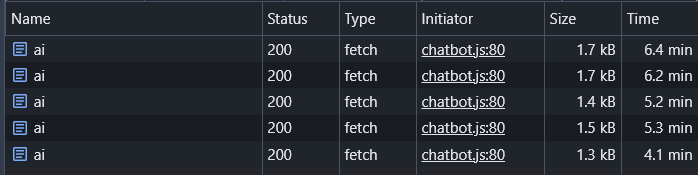 Name Status Type Initiator Size Time
ai 200 fetch chatbot.js:80 1.7 kB 6.4 min
ai 200 fetch chatbot.js:80 1.7 kB 6.2 min
ai 200 fetch chatbot.js:80 1.4 kB 5.2 min
ai 200 fetch chatbot.js:80 1.5 kB 5.3 min
ai 200 fetch chatbot.js:80 1.3 kB 4.1 min